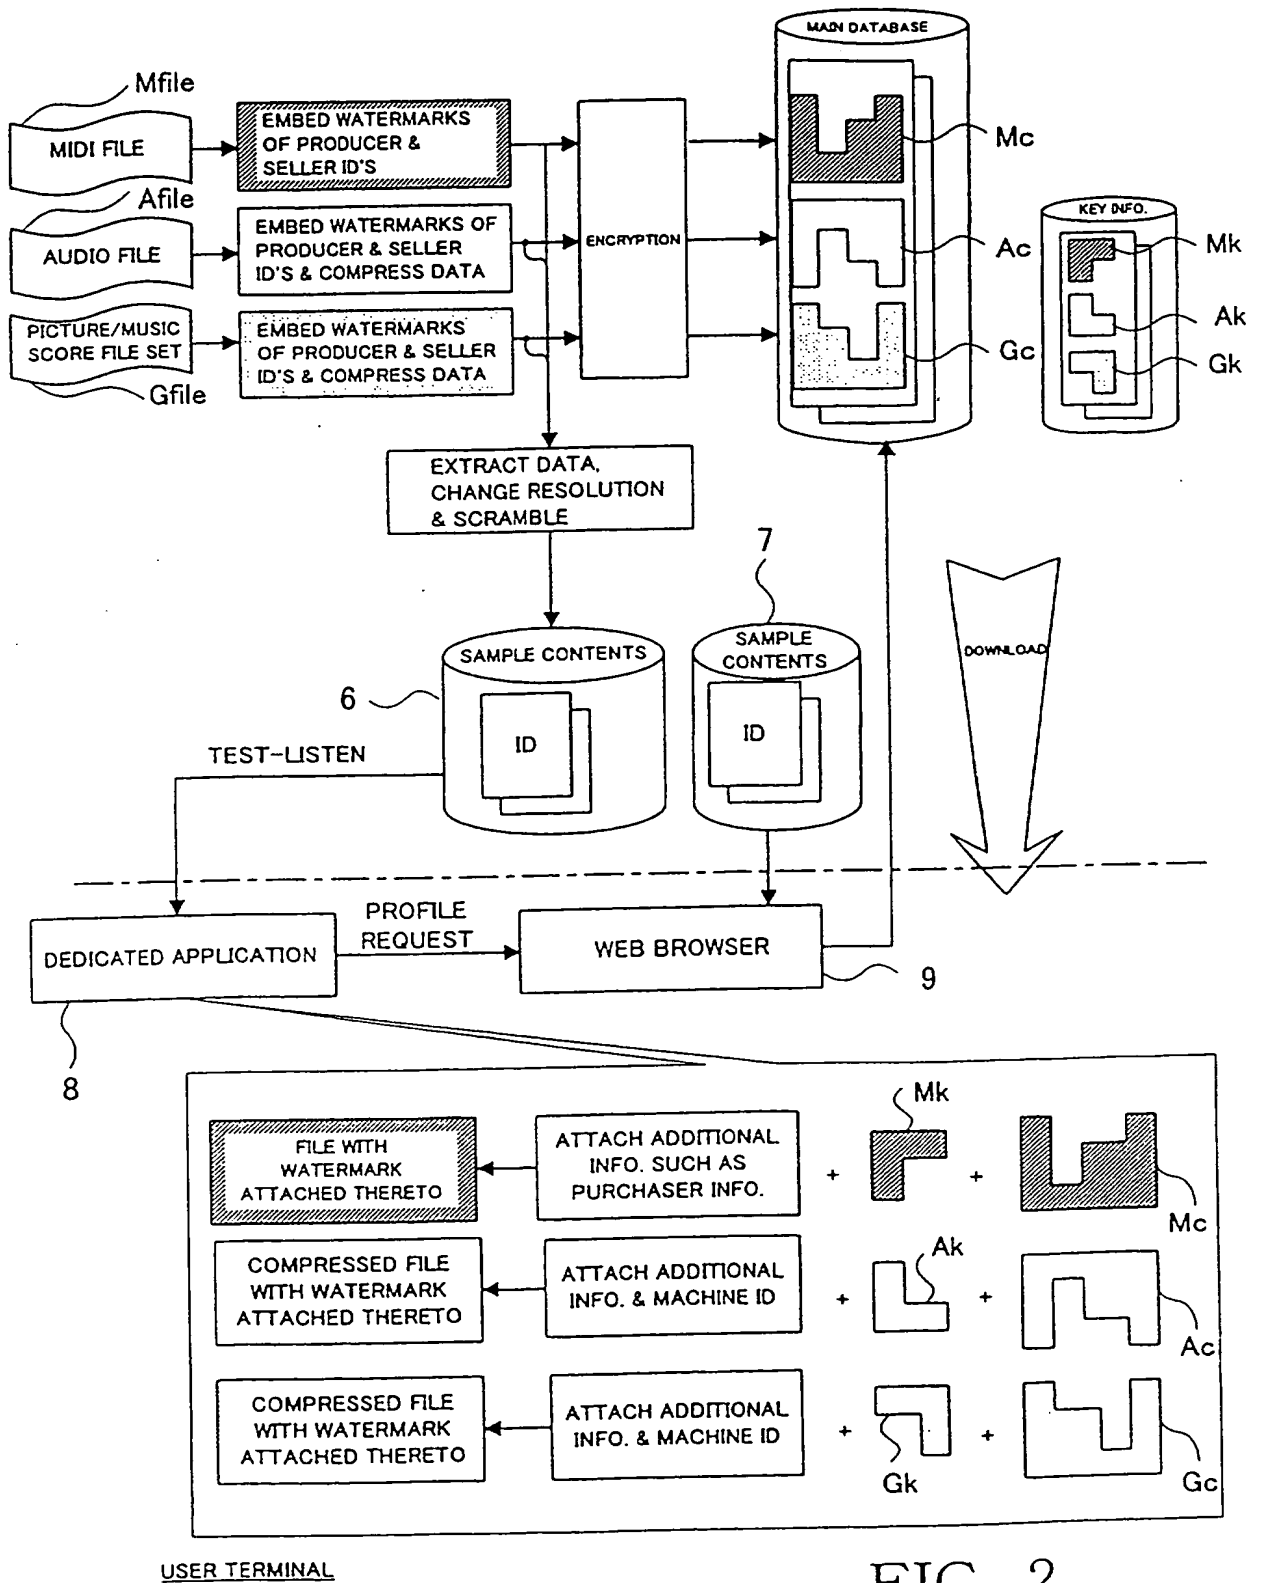 MAIN DATABASE
Mfile
MIDI FILE
EMBED WATERMARKS
OF PRODUCER &
SELLER ID'S
Mc
Afile
AUDIO FILE
EMBED WATERMARKS OF
PRODUCER & SELLER
ID'S & COMPRESS DATA
ENCRYPTION
Ac
KEY INFO.
Mk
Ak
Gk
PICTURE/MUSIC
SCORE FILE SET
EMBED WATERMARKS
OF PRODUCER & SELLER
ID'S & COMPRESS DATA
Gc
Gfile
EXTRACT DATA,
CHANGE RESOLUTION
& SCRAMBLE
7
SAMPLE CONTENTS
SAMPLE
CONTENTS
DOWNLOAD
6
ID
ID
TEST-LISTEN
PROFILE
REQUEST
DEDICATED APPLICATION
WEB BROWSER
9
8
Mk
FILE WITH
WATERMARK
ATTACHED THERETO
ATTACH ADDITIONAL
INFO. SUCH AS
PURCHASER INFO.
+
+
Mc
COMPRESSED FILE
WITH WATERMARK
ATTACHED THERETO
ATTACH ADDITIONAL
INFO. & MACHINE ID
+
Ak
+
Ac
COMPRESSED FILE
WITH WATERMARK
ATTACHED THERETO
ATTACH ADDITIONAL
INFO. & MACHINE ID
+
Gk
+
Gc
USER TERMINAL
FIG. 2